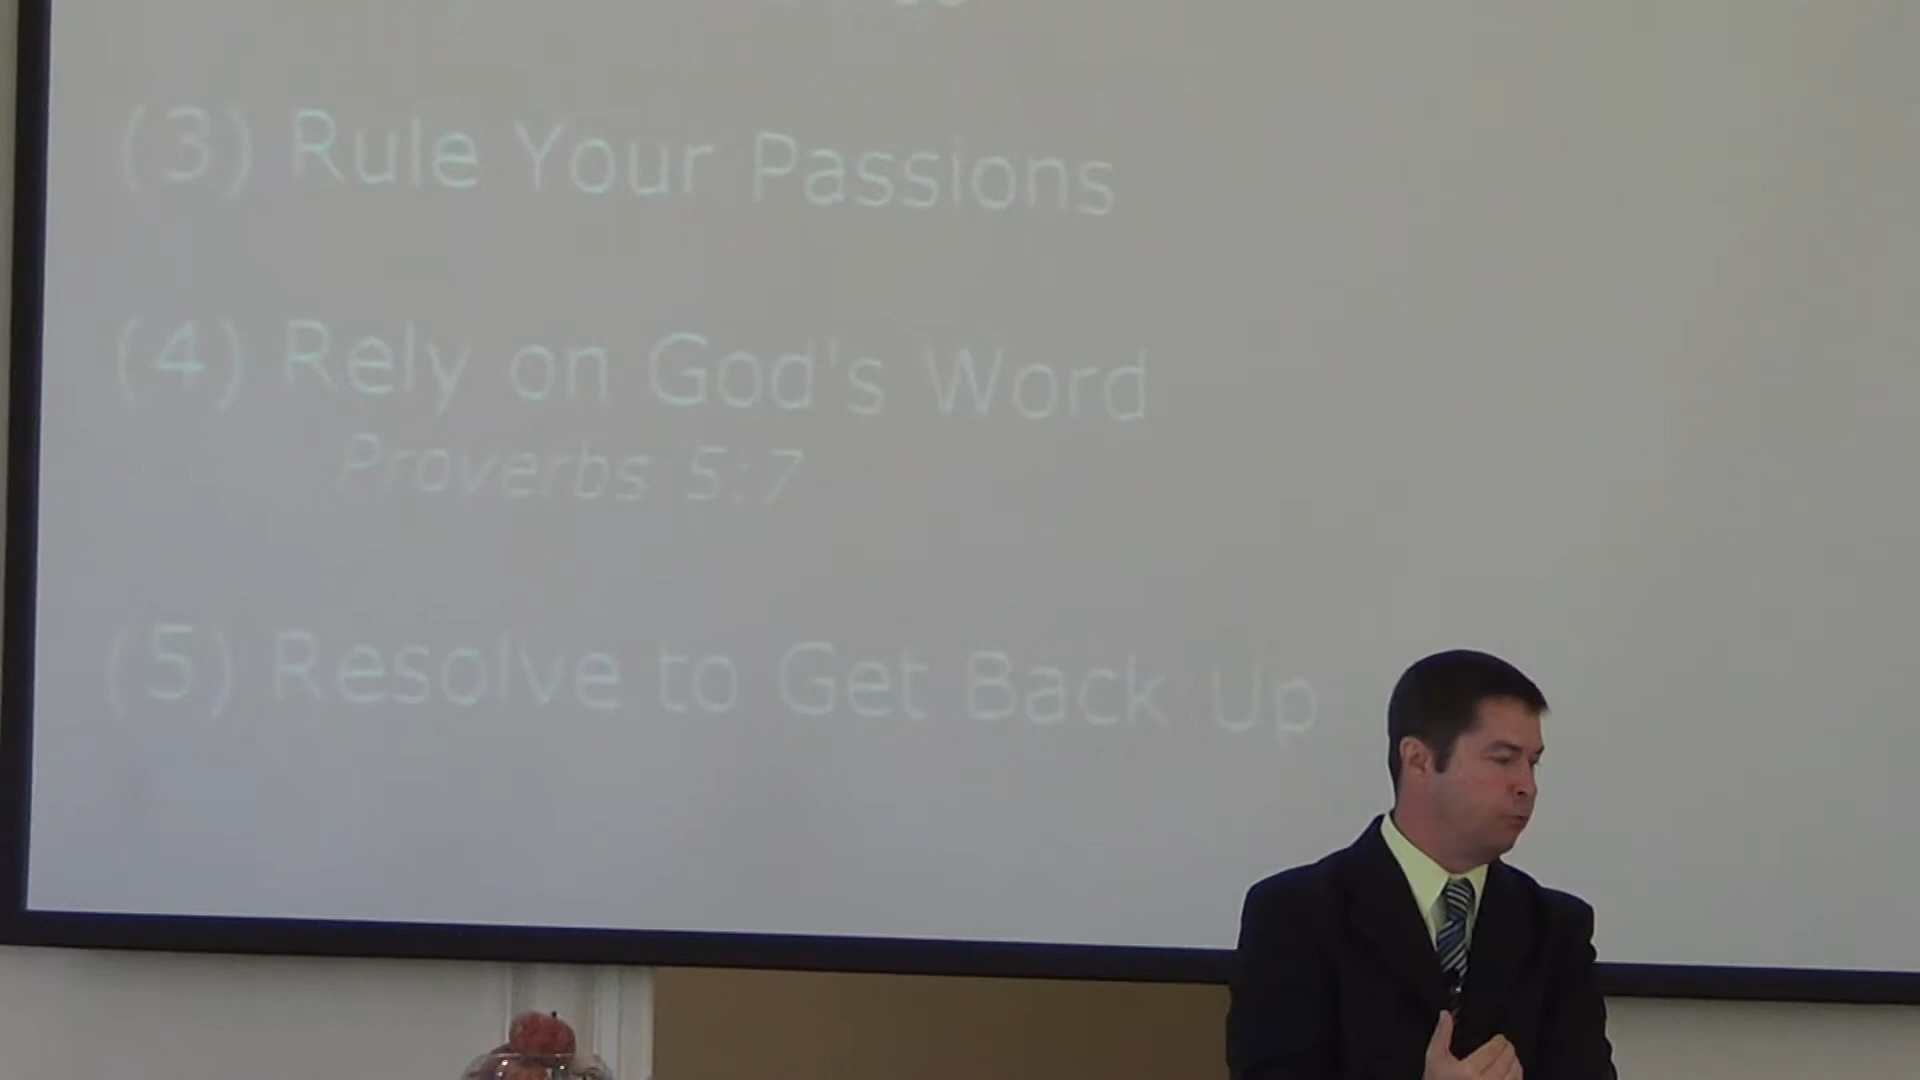 (3) Rule Your Passions
(4) Rely on God's Word
Proverbs 5:7
(5) Resolve to Get Back Up